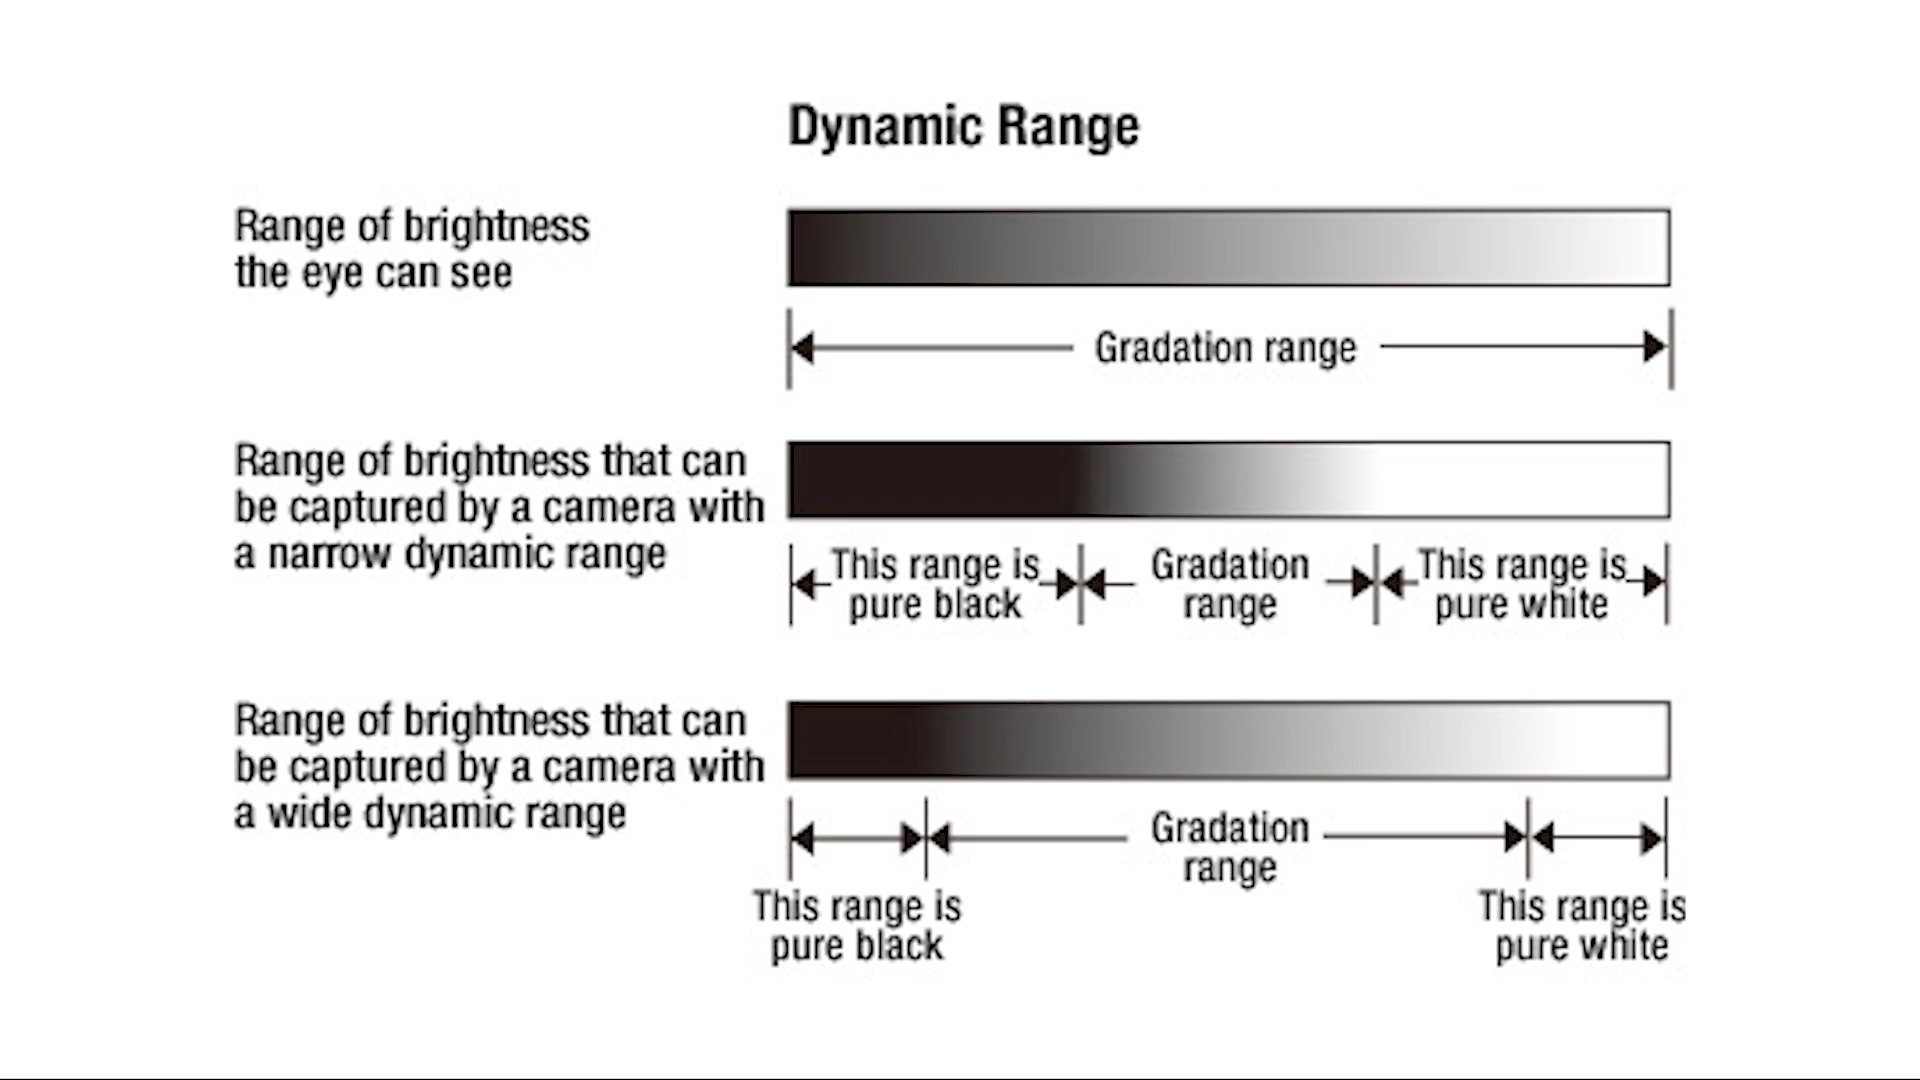 Dynamic Range
Range of brightness
the eye can see
Gradation range
Range of brightness that can
be captured by a camera with
a narrow dynamic range
This range is
pure black
Gradation
range
This range is
pure white
Range of brightness that can
be captured by a camera with
a wide dynamic range
Gradation
range
This range is
pure black
This range is
pure white